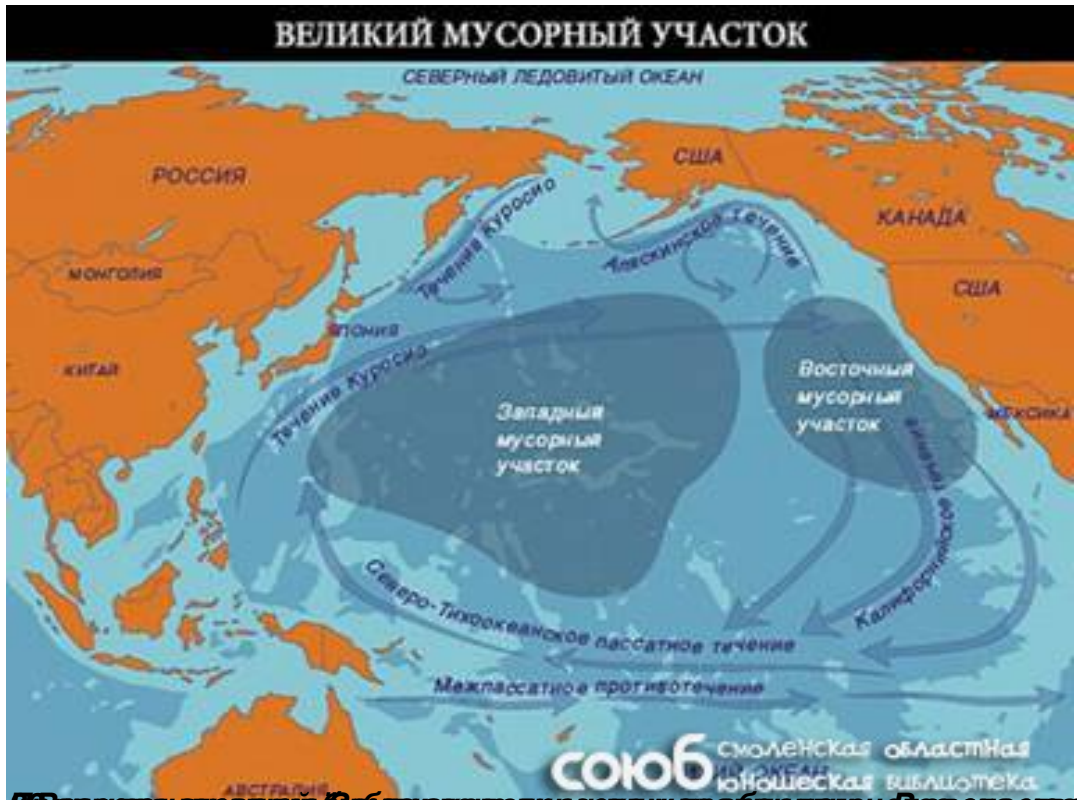 ВЕЛИКИЙ МУСОРНЫЙ УЧАСТОК
СЕВЕРНЫЙ ЛЕДОВИТЫЙ ОКЕАН
США
РОССИЯ
КАНАДА
Течение Куросио
Аляскинское Течение
МОНГОЛИЯ
США
ЯПОНИЯ
КИТАЙ
Течение Куросио
Западный
мусорный
участок
Восточный
мусорный
участок
МЕКСИКА
Калифорнийское течение
Северо-Тихоокеанское пассатное течение
Межпассатное противотечение
союб смоленская областная
юношеская библиотека
ОКЕАН
АВСТРАЛИЯ